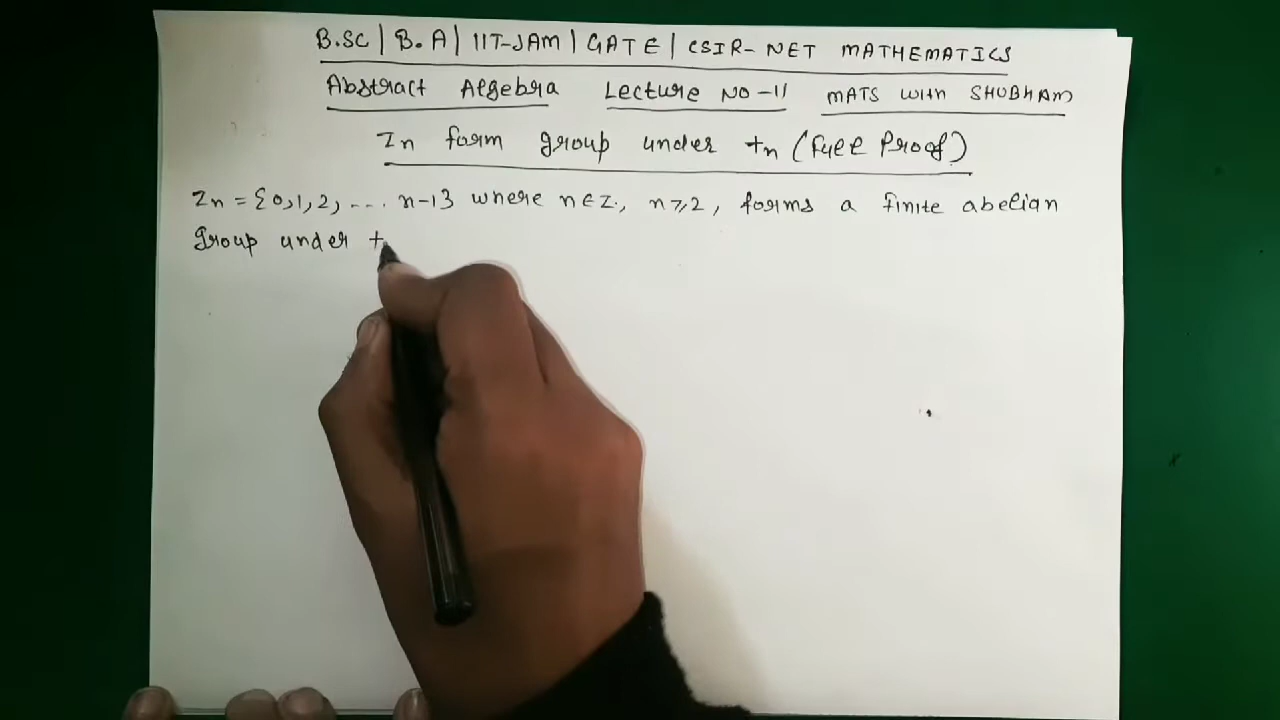 B.SC | B.A | IIT-JAM | GATE | CSIR-NET MATHEMATICS
Abstract Algebra Lecture NO-11 MATS with SHUBHAM
Zn form group under +n (Full Proof)
Zn = {0,1,2, .... n-1} where n∈Z, n≥2, forms a finite abelian
group under +